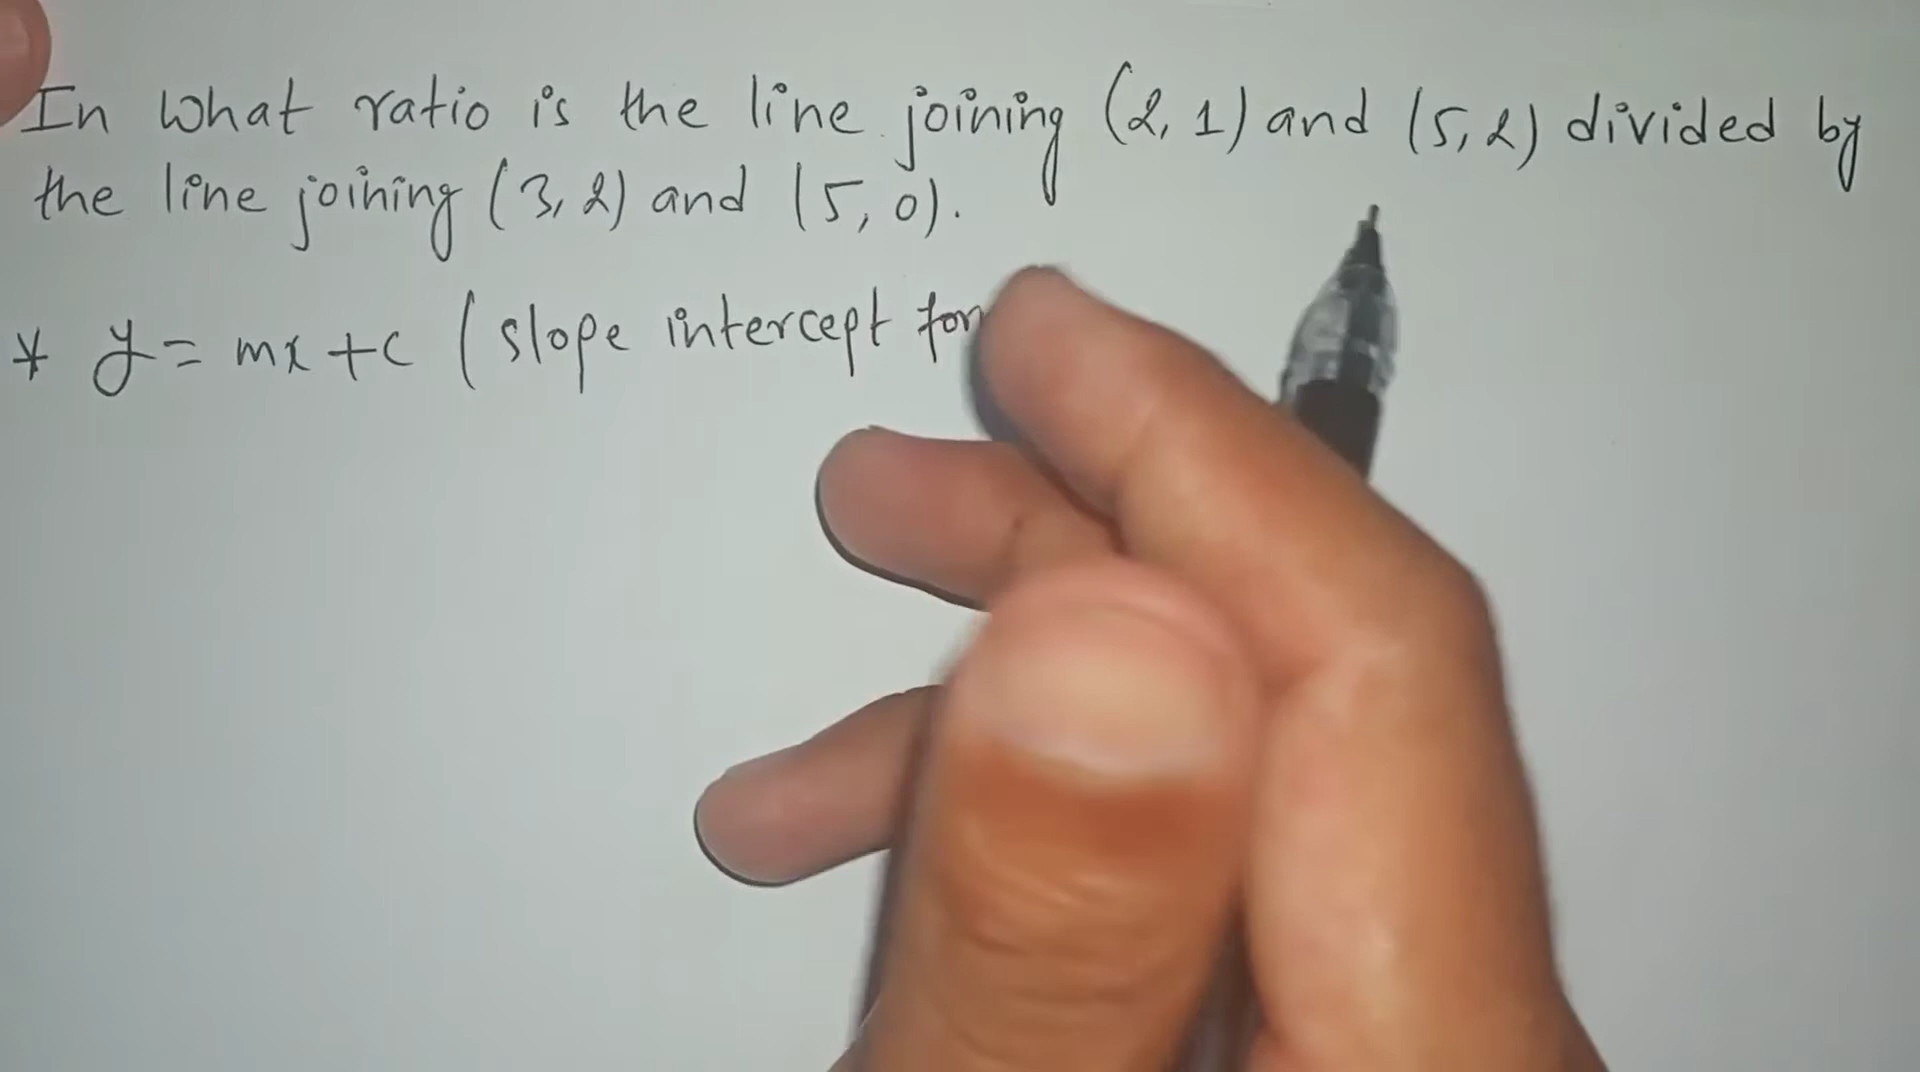 In what ratio is the line joining (2, 1) and (5, 2) divided by
the line joining (3, 2) and (5, 0).
* y = mx + c ( slope intercept